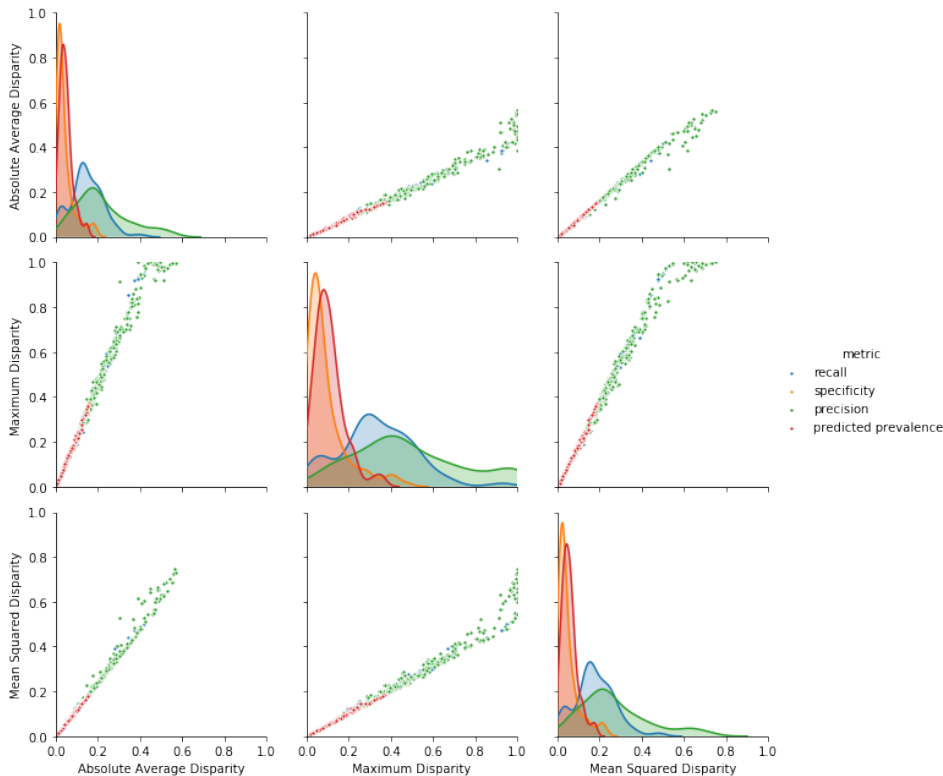 Absolute Average Disparity
1.0
0.8
0.6
0.4
0.2
0.0
Maximum Disparity
1.0
0.8
0.6
0.4
0.2
0.0
metric
recall
specificity
precision
predicted prevalence
Mean Squared Disparity
1.0
0.8
0.6
0.4
0.2
0.0
0.0 0.2 0.4 0.6 0.8 1.0
Absolute Average Disparity
0.0 0.2 0.4 0.6 0.8 1.0
Maximum Disparity
0.0 0.2 0.4 0.6 0.8 1.0
Mean Squared Disparity